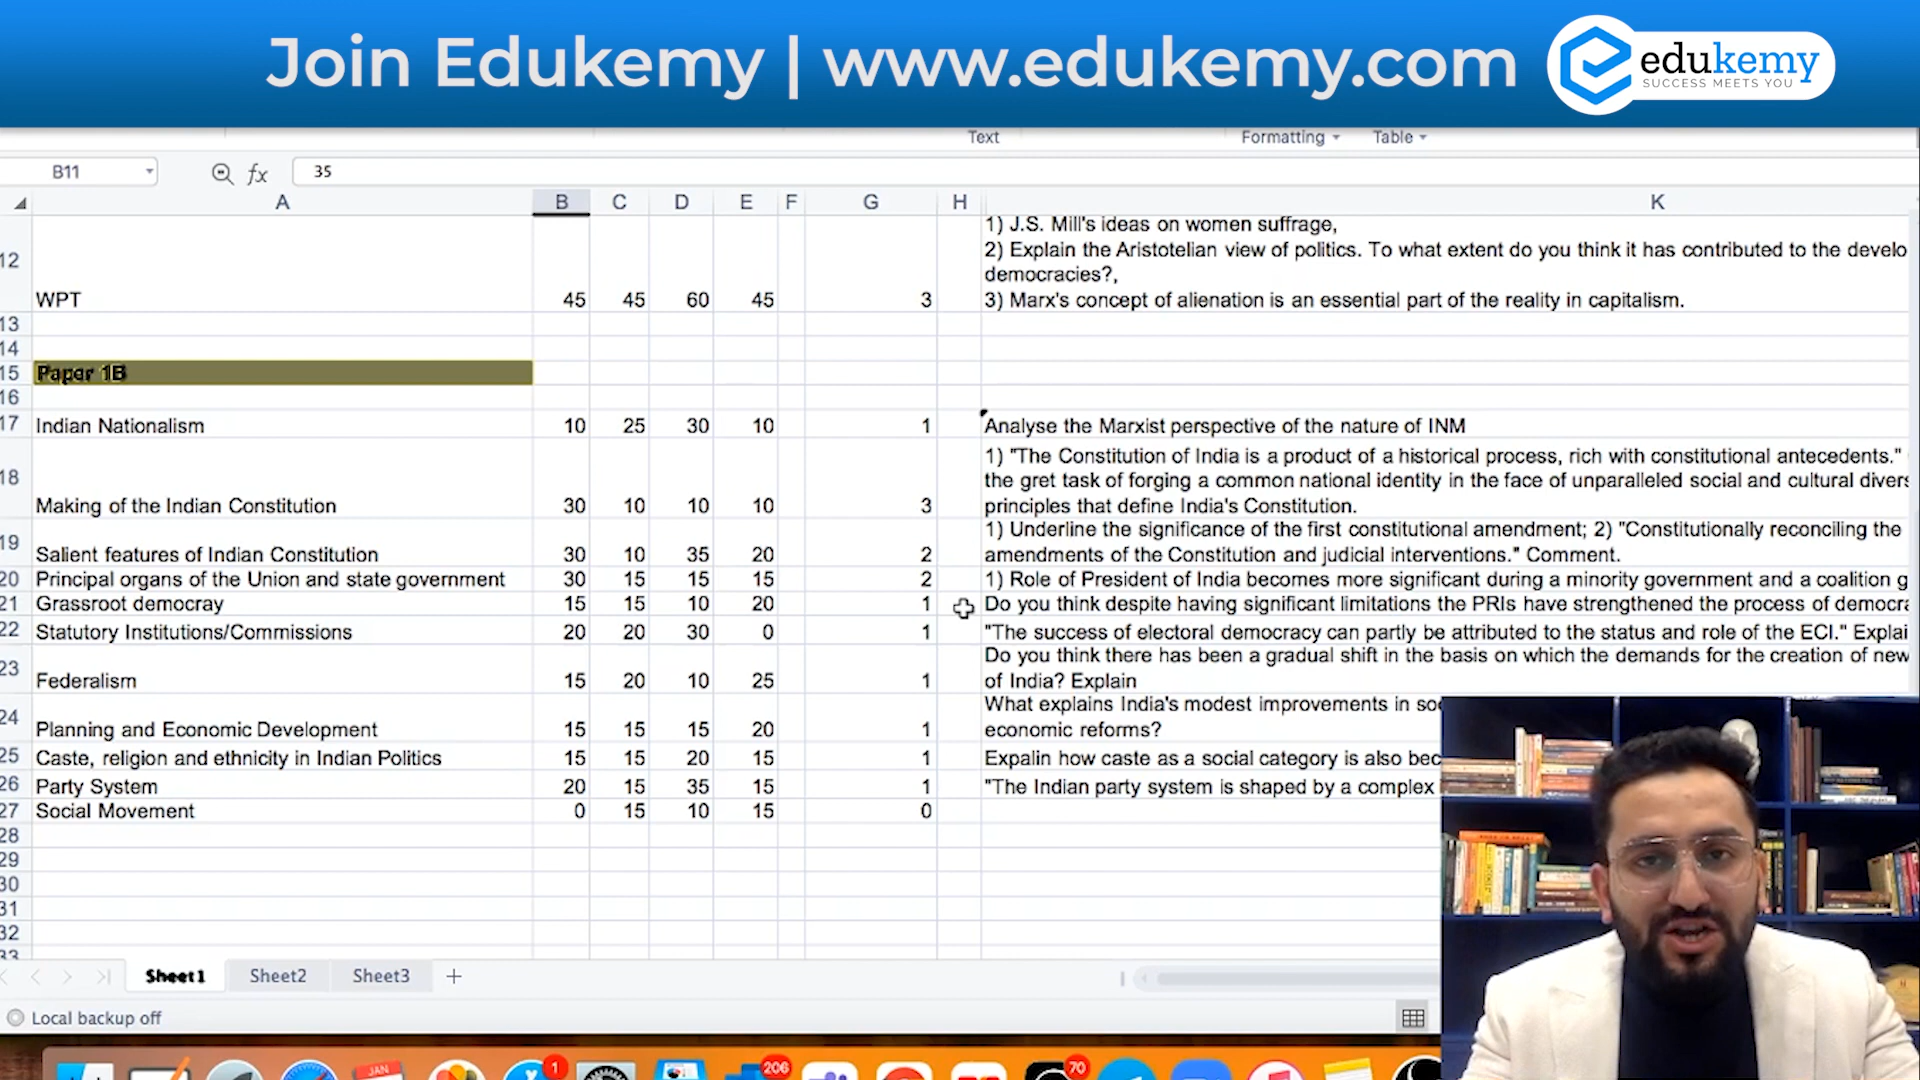 Join Edukemy | www.edukemy.com
edukemy
SUCCESS MEETS YOU
Text
Formatting
Table
B11
fx
35
A B C D E F G H K
1) J.S. Mill's ideas on women suffrage,
12
2) Explain the Aristotelian view of politics. To what extent do you think it has contributed to the develo
democracies?,
WPT 45 45 60 45 3
3) Marx's concept of alienation is an essential part of the reality in capitalism.
13
14
15 Paper 1B
16
17 Indian Nationalism 10 25 30 10 1 Analyse the Marxist perspective of the nature of INM
1) "The Constitution of India is a product of a historical process, rich with constitutional antecedents."
18
the gret task of forging a common national identity in the face of unparalleled social and cultural divers
Making of the Indian Constitution 30 10 10 10 3
principles that define India's Constitution.
19
1) Underline the significance of the first constitutional amendment; 2) "Constitutionally reconciling the
Salient features of Indian Constitution 30 10 35 20 2
amendments of the Constitution and judicial interventions." Comment.
20 Principal organs of the Union and state government 30 15 15 15 2 1) Role of President of India becomes more significant during a minority government and a coalition g
21 Grassroot democray 15 15 10 20 1 Do you think despite having significant limitations the PRIs have strengthened the process of democra
22 Statutory Institutions/Commissions 20 20 30 0 1 "The success of electoral democracy can partly be attributed to the status and role of the ECI." Explai
23
Do you think there has been a gradual shift in the basis on which the demands for the creation of new
Federalism 15 20 10 25 1 of India? Explain
24
What explains India's modest improvements in so
Planning and Economic Development 15 15 15 20 1 economic reforms?
25 Caste, religion and ethnicity in Indian Politics 15 15 20 15 1 Expalin how caste as a social category is also bec
26 Party System 20 15 35 15 1 "The Indian party system is shaped by a complex
27 Social Movement 0 15 10 15 0
28
29
30
31
32
33
Sheet1 Sheet2 Sheet3 +
Local backup off
JAN
1
206
70